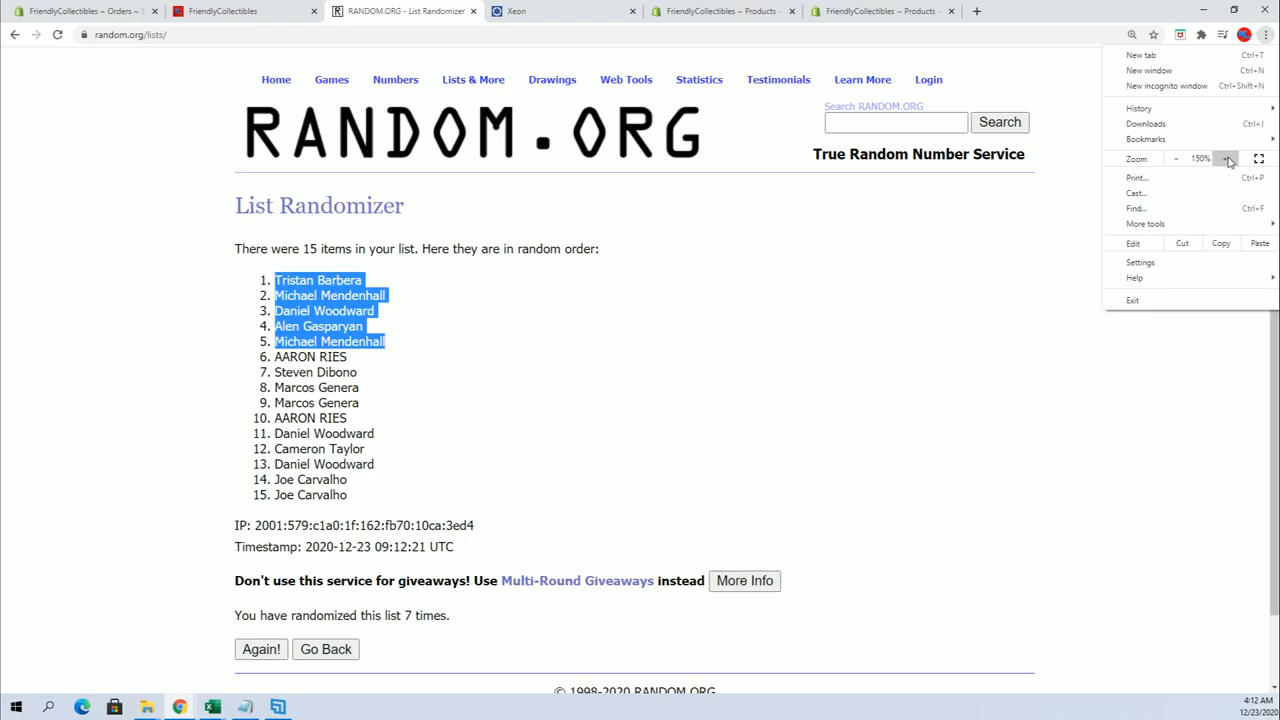 FriendlyCollectibles ~ Orders ~ S
FriendlyCollectibles
RANDOM.ORG - List Randomizer
Xeon
FriendlyCollectibles ~ Products ~
FriendlyCollectibles ~ Products ~
random.org/lists/
Home Games Numbers Lists & More Drawings Web Tools Statistics Testimonials Learn More Login
RANDOM.ORG
Search RANDOM.ORG
Search
True Random Number Service
List Randomizer
There were 15 items in your list. Here they are in random order:
1. Tristan Barbera
2. Michael Mendenhall
3. Daniel Woodward
4. Alen Gasparyan
5. Michael Mendenhall
6. AARON RIES
7. Steven Dibono
8. Marcos Genera
9. Marcos Genera
10. AARON RIES
11. Daniel Woodward
12. Cameron Taylor
13. Daniel Woodward
14. Joe Carvalho
15. Joe Carvalho
IP: 2001:579:c1a0:1f:162:fb70:10ca:3ed4
Timestamp: 2020-12-23 09:12:21 UTC
Don't use this service for giveaways! Use Multi-Round Giveaways instead More Info
You have randomized this list 7 times.
Again! Go Back
© 1998-2020 RANDOM.ORG
New tab Ctrl+T
New window Ctrl+N
New incognito window Ctrl+Shift+N
History
Downloads Ctrl+J
Bookmarks
Zoom - 150%
Print... Ctrl+P
Cast...
Find... Ctrl+F
More tools
Edit Cut Copy Paste
Settings
Help
Exit
4:12 AM
12/23/2020